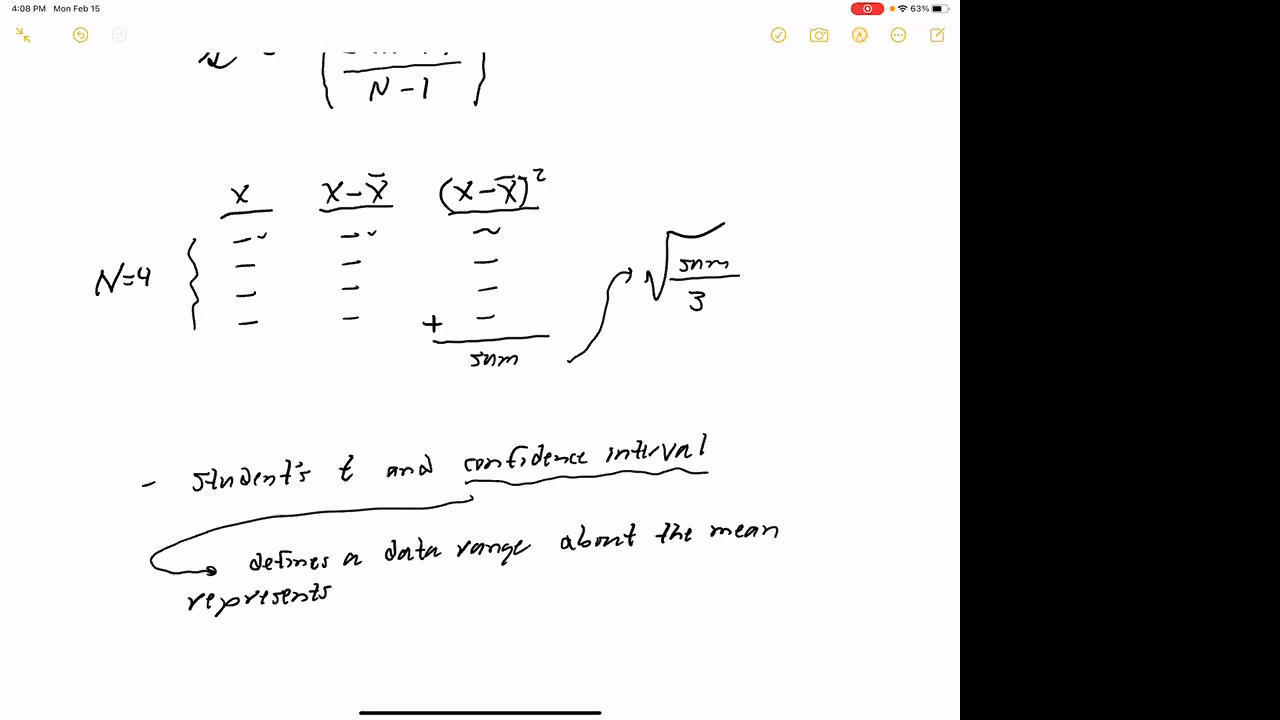 4:08 PM Mon Feb 15 63%
N-1
x x-x̄ (x-x̄)²
N=4
sum
3
sum
- student's t and confidence interval
defines a data range about the mean
represents